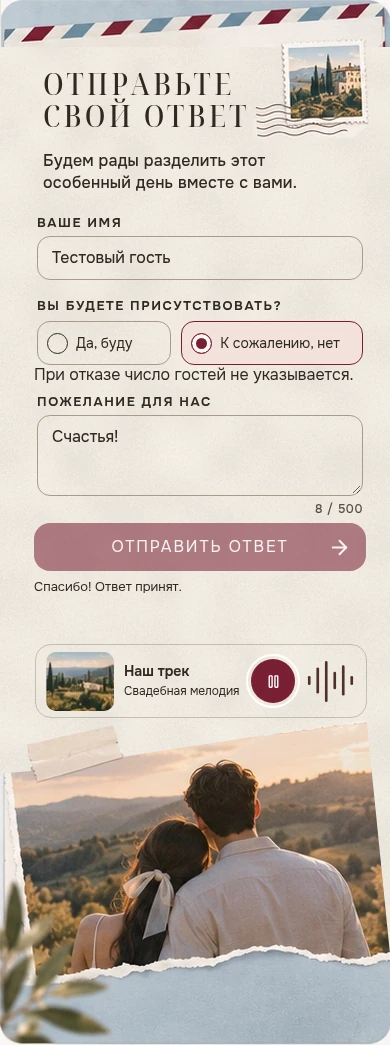 ОТПРАВЬТЕ
СВОЙ ОТВЕТ
Будем рады разделить этот
особенный день вместе с вами.
ВАШЕ ИМЯ
Тестовый гость
ВЫ БУДЕТЕ ПРИСУТСТВОВАТЬ?
Да, буду
К сожалению, нет
При отказе число гостей не указывается.
ПОЖЕЛАНИЕ ДЛЯ НАС
Счастья!
8 / 500
ОТПРАВИТЬ ОТВЕТ
Спасибо! Ответ принят.
Наш трек
Свадебная мелодия